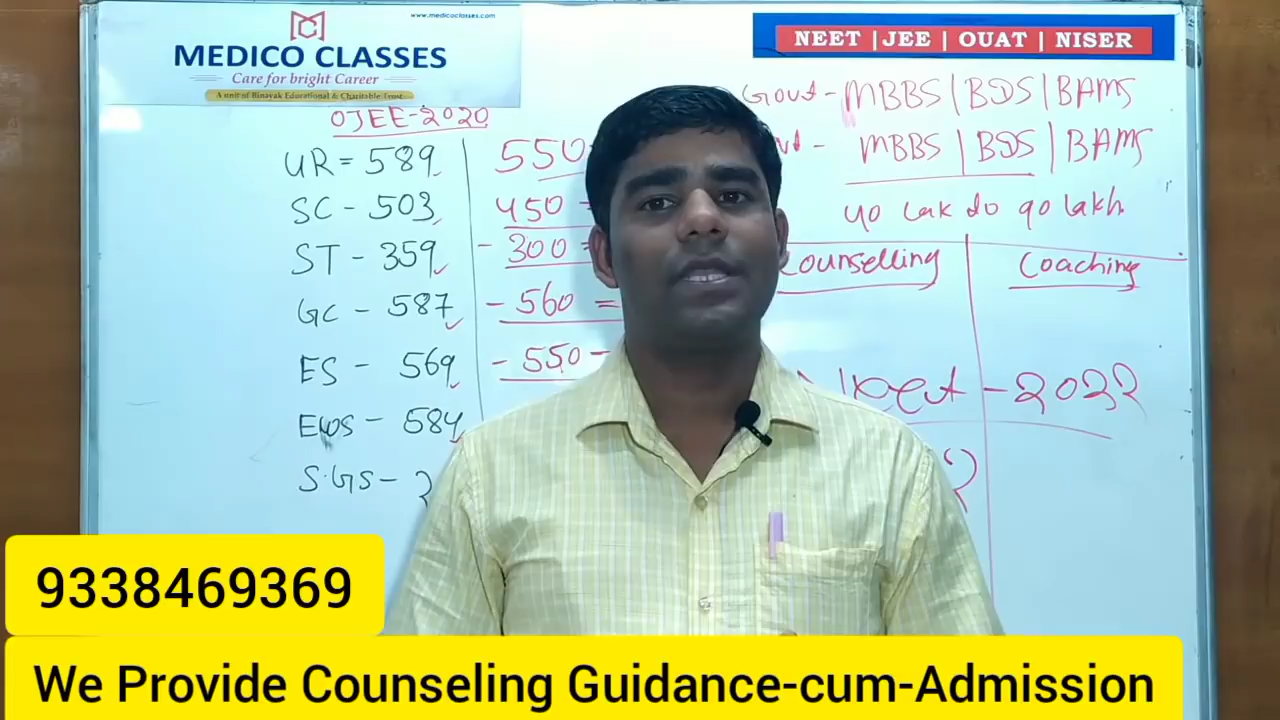 www.medicoclasses.com
MEDICO CLASSES
Care for bright Career
A unit of Binayak Educational & Charitable Trust
NEET | JEE | OUAT | NISER
OJEE-2020
UR = 589
SC - 503
ST - 359
GC - 587
ES - 569
EWS - 584
S.GS -
550
450 =
- 300 =
- 560 =
- 550 -
Govt - MBBS | BDS | BAMS
MBBS | BDS | BAMS
40 lak to 90 lakh
Counselling
Coaching
Neet - 2022
9338469369
We Provide Counseling Guidance-cum-Admission